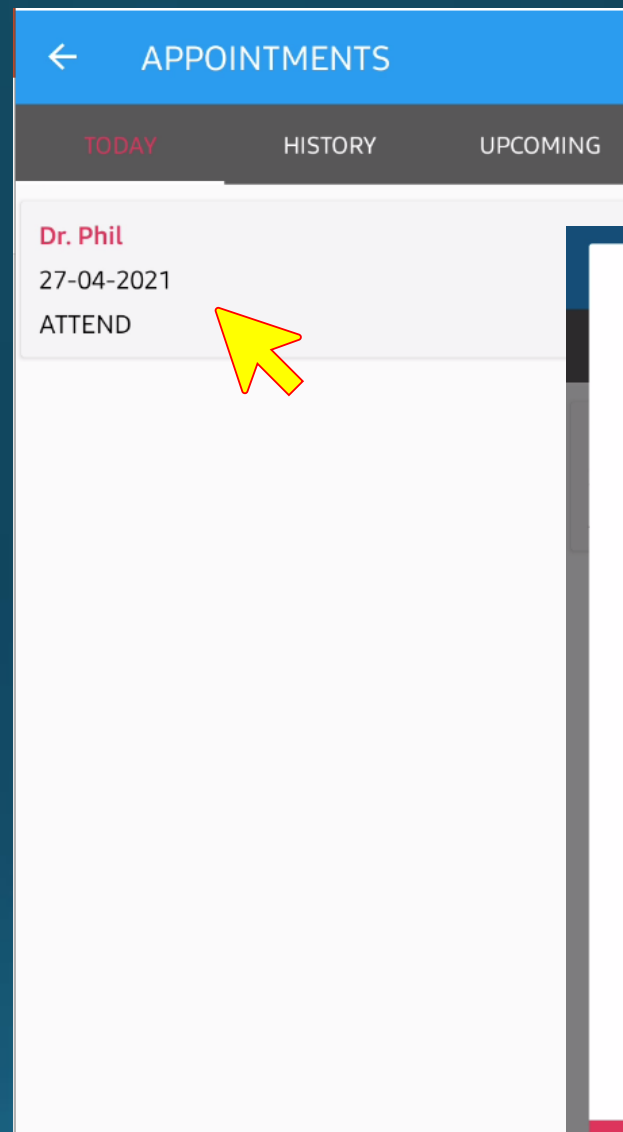 APPOINTMENTS
TODAY HISTORY UPCOMING
Dr. Phil
27-04-2021
ATTEND